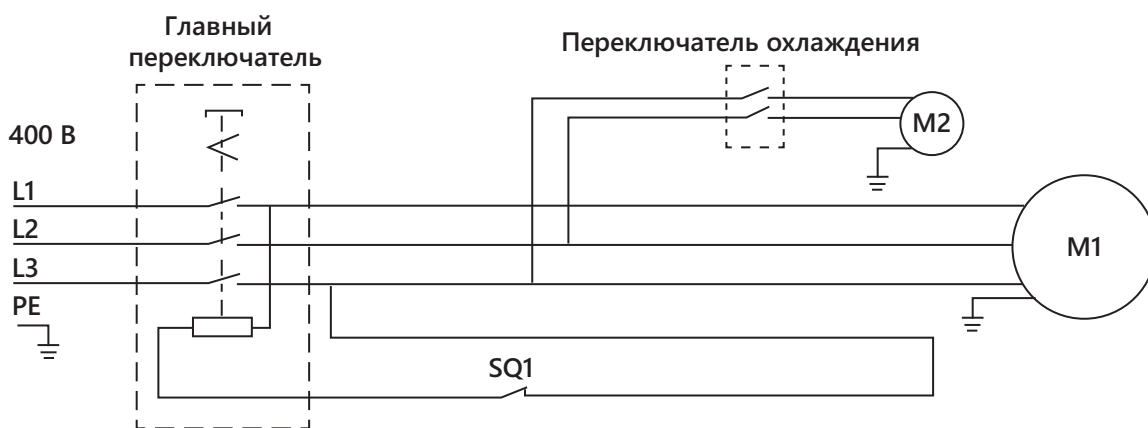 Главный
переключатель
Переключатель охлаждения
400 В
M2
L1
L2
M1
L3
PE
SQ1